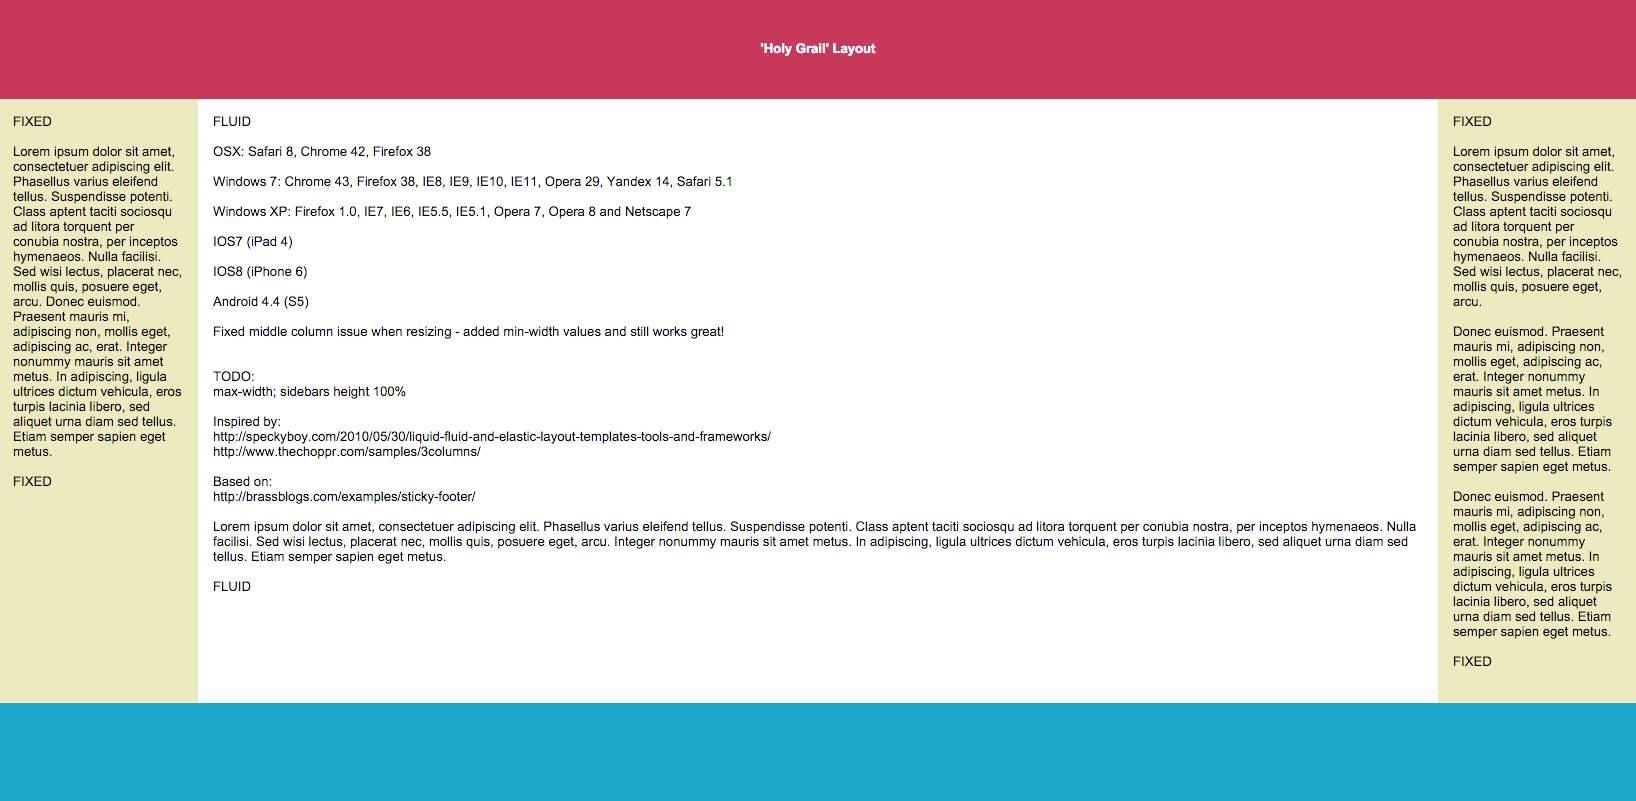 'Holy Grail' Layout
FIXED
Lorem ipsum dolor sit amet,
consectetuer adipiscing elit.
Phasellus varius eleifend
tellus. Suspendisse potenti.
Class aptent taciti sociosqu
ad litora torquent per
conubia nostra, per inceptos
hymenaeos. Nulla facilisi.
Sed wisi lectus, placerat nec,
mollis quis, posuere eget,
arcu. Donec euismod.
Praesent mauris mi,
adipiscing non, mollis eget,
adipiscing ac, erat. Integer
nonummy mauris sit amet
metus. In adipiscing, ligula
ultrices dictum vehicula, eros
turpis lacinia libero, sed
aliquet urna diam sed tellus.
Etiam semper sapien eget
metus.
FIXED
FLUID
OSX: Safari 8, Chrome 42, Firefox 38
Windows 7: Chrome 43, Firefox 38, IE8, IE9, IE10, IE11, Opera 29, Yandex 14, Safari 5.1
Windows XP: Firefox 1.0, IE7, IE6, IE5.5, IE5.1, Opera 7, Opera 8 and Netscape 7
IOS7 (iPad 4)
IOS8 (iPhone 6)
Android 4.4 (S5)
Fixed middle column issue when resizing - added min-width values and still works great!
TODO:
max-width; sidebars height 100%
Inspired by:
http://speckyboy.com/2010/05/30/liquid-fluid-and-elastic-layout-templates-tools-and-frameworks/
http://www.thechoppr.com/samples/3columns/
Based on:
http://brassblogs.com/examples/sticky-footer/
Lorem ipsum dolor sit amet, consectetuer adipiscing elit. Phasellus varius eleifend tellus. Suspendisse potenti. Class aptent taciti sociosqu ad litora torquent per conubia nostra, per inceptos hymenaeos. Nulla
facilisi. Sed wisi lectus, placerat nec, mollis quis, posuere eget, arcu. Integer nonummy mauris sit amet metus. In adipiscing, ligula ultrices dictum vehicula, eros turpis lacinia libero, sed aliquet urna diam sed
tellus. Etiam semper sapien eget metus.
FLUID
FIXED
Lorem ipsum dolor sit amet,
consectetuer adipiscing elit.
Phasellus varius eleifend
tellus. Suspendisse potenti.
Class aptent taciti sociosqu
ad litora torquent per
conubia nostra, per inceptos
hymenaeos. Nulla facilisi.
Sed wisi lectus, placerat nec,
mollis quis, posuere eget,
arcu.
Donec euismod. Praesent
mauris mi, adipiscing non,
mollis eget, adipiscing ac,
erat. Integer nonummy
mauris sit amet metus. In
adipiscing, ligula ultrices
dictum vehicula, eros turpis
lacinia libero, sed aliquet
urna diam sed tellus. Etiam
semper sapien eget metus.
Donec euismod. Praesent
mauris mi, adipiscing non,
mollis eget, adipiscing ac,
erat. Integer nonummy
mauris sit amet metus. In
adipiscing, ligula ultrices
dictum vehicula, eros turpis
lacinia libero, sed aliquet
urna diam sed tellus. Etiam
semper sapien eget metus.
FIXED